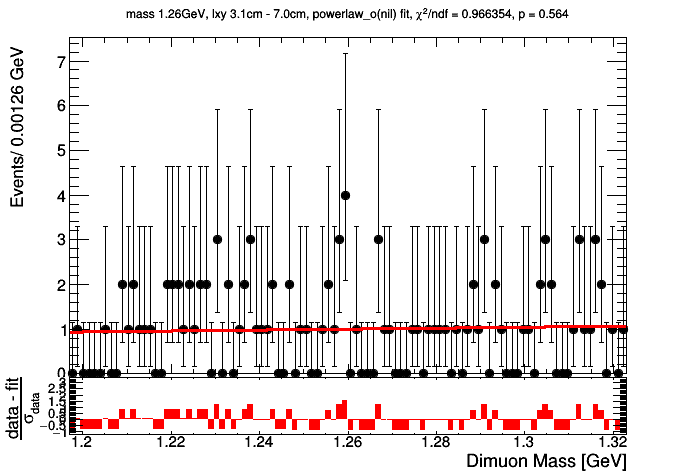 mass 1.26GeV, lxy 3.1cm - 7.0cm, powerlaw_o(nil) fit, χ²/ndf = 0.966354, p = 0.564
Events/ 0.00126 GeV
7
6
5
4
3
2
1
0
data - fit
σdata
1.2 1.22 1.24 1.26 1.28 1.3 1.32
Dimuon Mass [GeV]